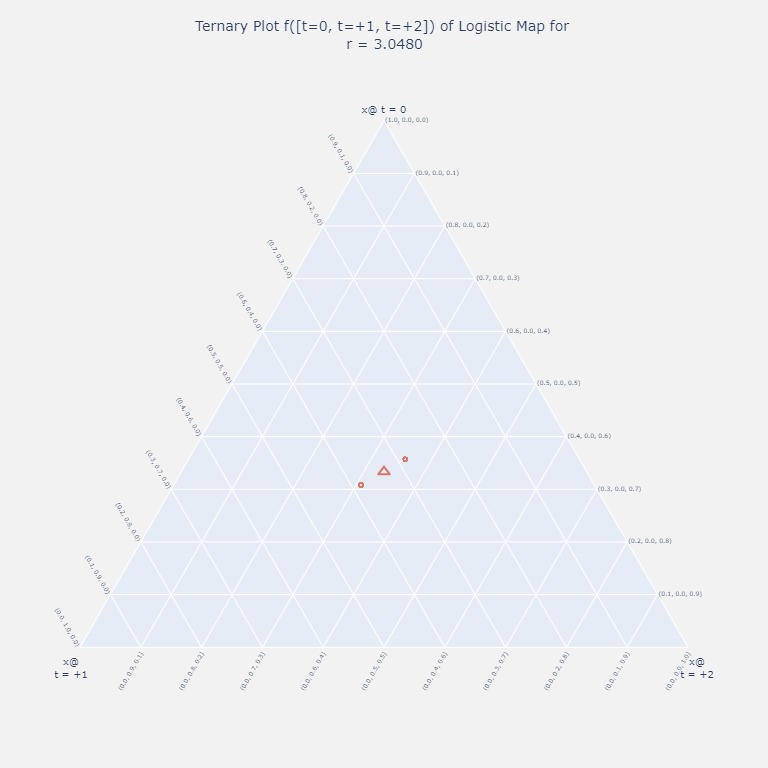 Ternary Plot f([t=0, t=+1, t=+2]) of Logistic Map for
r = 3.0480
x@ t = 0
(1.0, 0.0, 0.0)
(0.9, 0.1, 0.0)
(0.9, 0.0, 0.1)
(0.8, 0.2, 0.0)
(0.8, 0.0, 0.2)
(0.7, 0.3, 0.0)
(0.7, 0.0, 0.3)
(0.6, 0.4, 0.0)
(0.6, 0.0, 0.4)
(0.5, 0.5, 0.0)
(0.5, 0.0, 0.5)
(0.4, 0.6, 0.0)
(0.4, 0.0, 0.6)
(0.3, 0.7, 0.0)
(0.3, 0.0, 0.7)
(0.2, 0.8, 0.0)
(0.2, 0.0, 0.8)
(0.1, 0.9, 0.0)
(0.1, 0.0, 0.9)
(0.0, 1.0, 0.0)
x@
t = +1
(0.0, 0.9, 0.1)
(0.0, 0.8, 0.2)
(0.0, 0.7, 0.3)
(0.0, 0.6, 0.4)
(0.0, 0.5, 0.5)
(0.0, 0.4, 0.6)
(0.0, 0.3, 0.7)
(0.0, 0.2, 0.8)
(0.0, 0.1, 0.9)
(0.0, 0.0, 1.0)
x@
t = +2